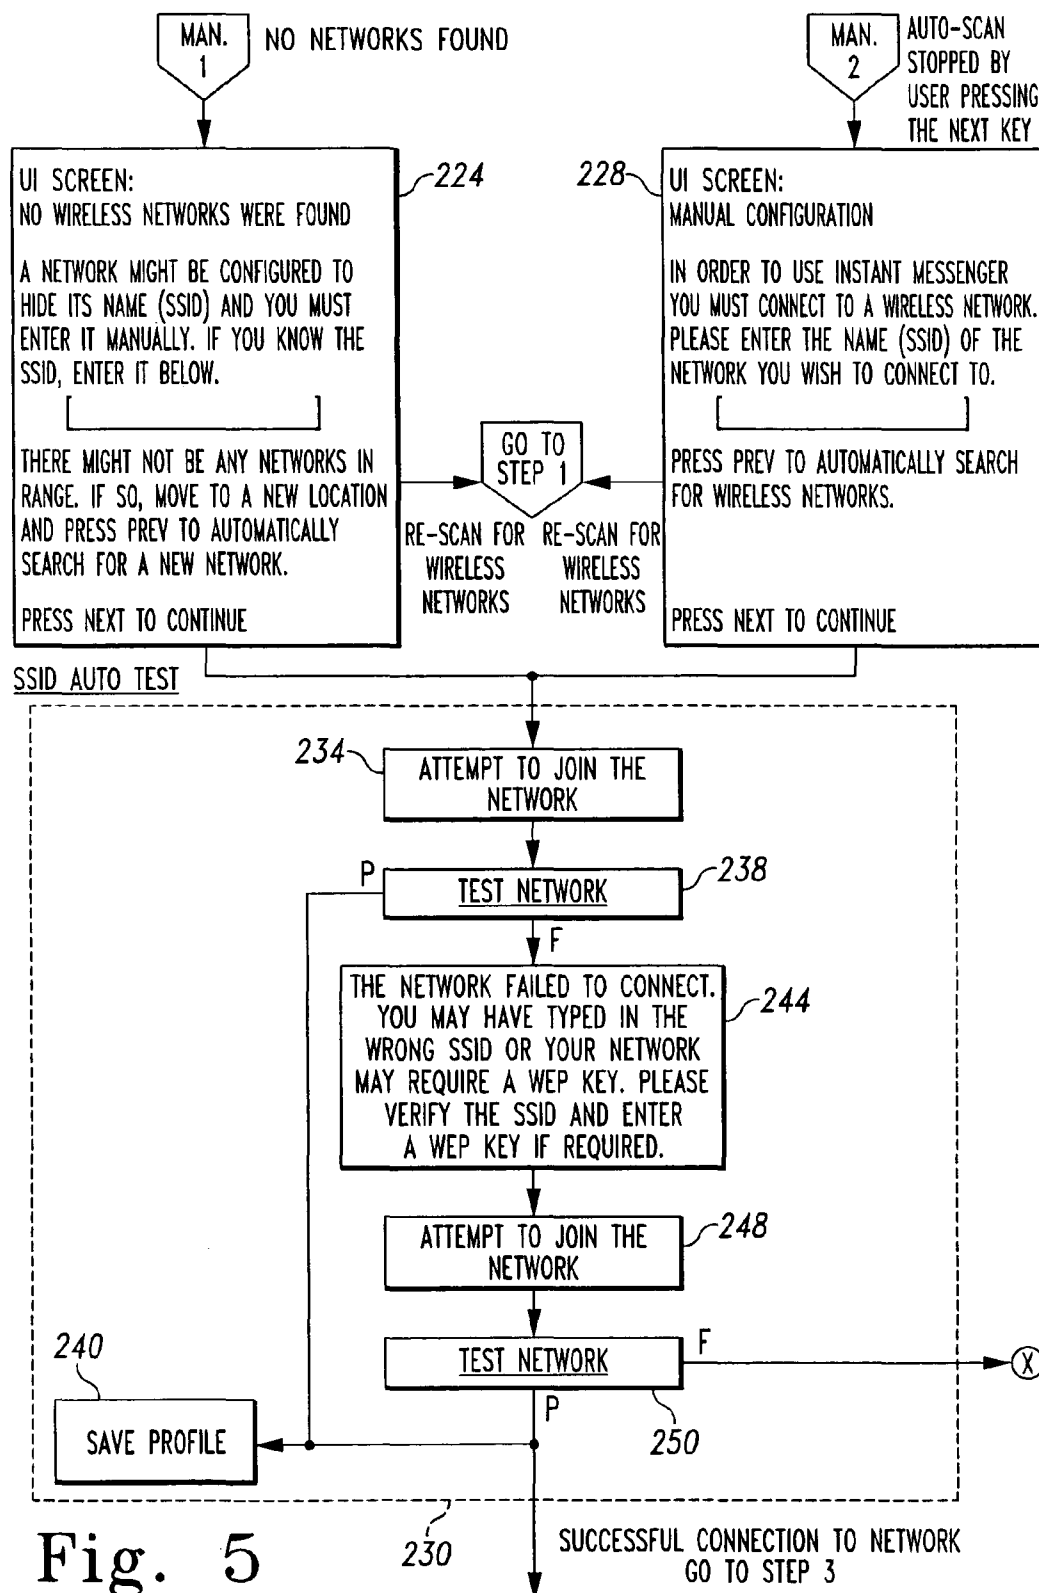 MAN.
1
NO NETWORKS FOUND
MAN.
2
AUTO-SCAN
STOPPED BY
USER PRESSING
THE NEXT KEY
224
UI SCREEN:
NO WIRELESS NETWORKS WERE FOUND
A NETWORK MIGHT BE CONFIGURED TO
HIDE ITS NAME (SSID) AND YOU MUST
ENTER IT MANUALLY. IF YOU KNOW THE
SSID, ENTER IT BELOW.
THERE MIGHT NOT BE ANY NETWORKS IN
RANGE. IF SO, MOVE TO A NEW LOCATION
AND PRESS PREV TO AUTOMATICALLY
SEARCH FOR A NEW NETWORK.
PRESS NEXT TO CONTINUE
228
UI SCREEN:
MANUAL CONFIGURATION
IN ORDER TO USE INSTANT MESSENGER
YOU MUST CONNECT TO A WIRELESS NETWORK.
PLEASE ENTER THE NAME (SSID) OF THE
NETWORK YOU WISH TO CONNECT TO.
PRESS PREV TO AUTOMATICALLY SEARCH
FOR WIRELESS NETWORKS.
PRESS NEXT TO CONTINUE
GO TO
STEP 1
RE-SCAN FOR
WIRELESS
NETWORKS
RE-SCAN FOR
WIRELESS
NETWORKS
SSID AUTO TEST
234
ATTEMPT TO JOIN THE
NETWORK
P
238
TEST NETWORK
F
THE NETWORK FAILED TO CONNECT.
YOU MAY HAVE TYPED IN THE
WRONG SSID OR YOUR NETWORK
MAY REQUIRE A WEP KEY. PLEASE
VERIFY THE SSID AND ENTER
A WEP KEY IF REQUIRED.
244
ATTEMPT TO JOIN THE
NETWORK
248
TEST NETWORK
F
X
P
250
240
SAVE PROFILE
230
SUCCESSFUL CONNECTION TO NETWORK
GO TO STEP 3
Fig. 5